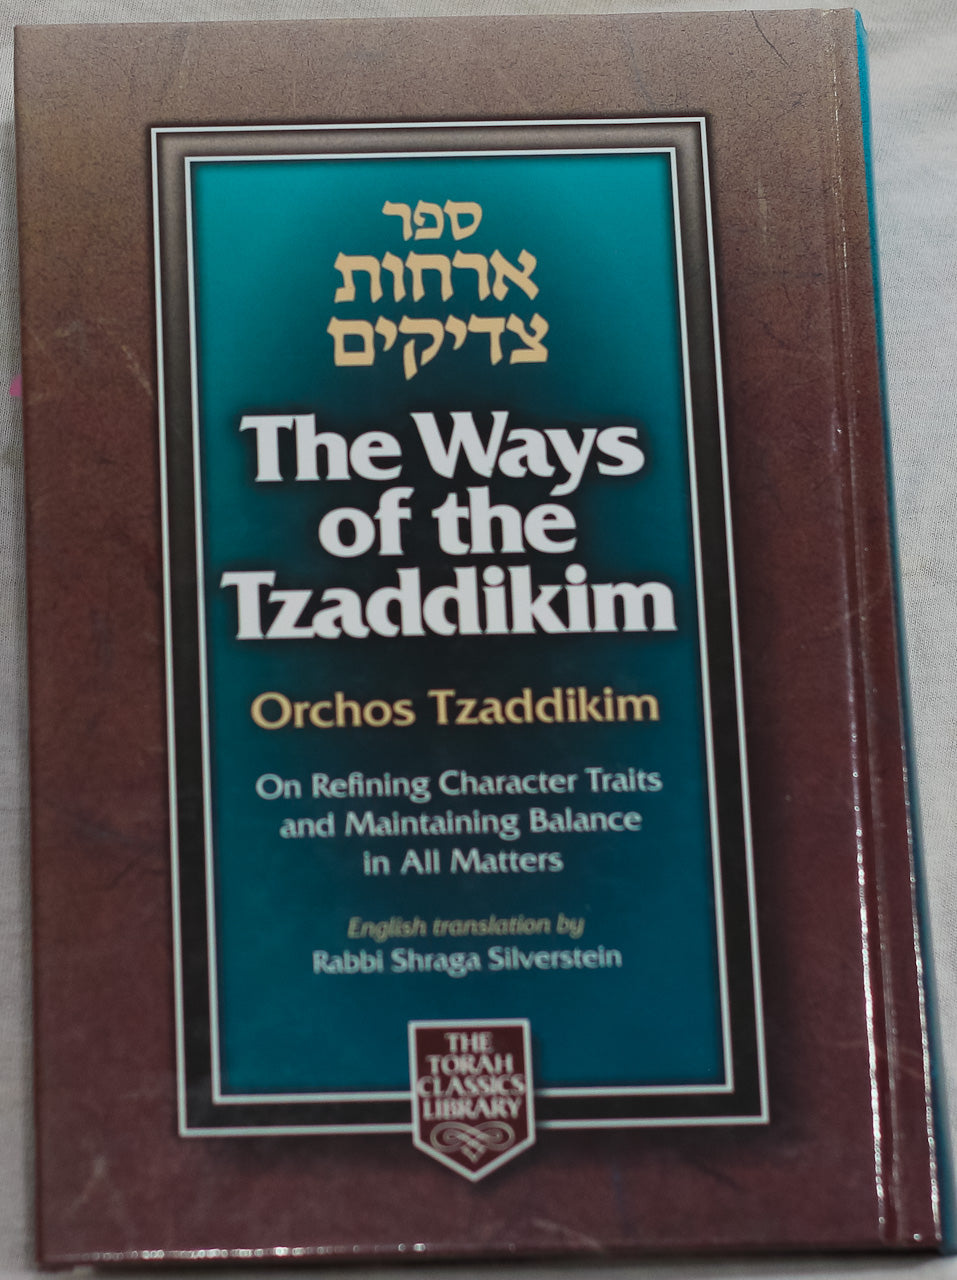 ספר
ארחות
צדיקים
The Ways
of the
Tzaddikim
Orchos Tzaddikim
On Refining Character Traits
and Maintaining Balance
in All Matters
English translation by
Rabbi Shraga Silverstein
THE
TORAH
CLASSICS
LIBRARY